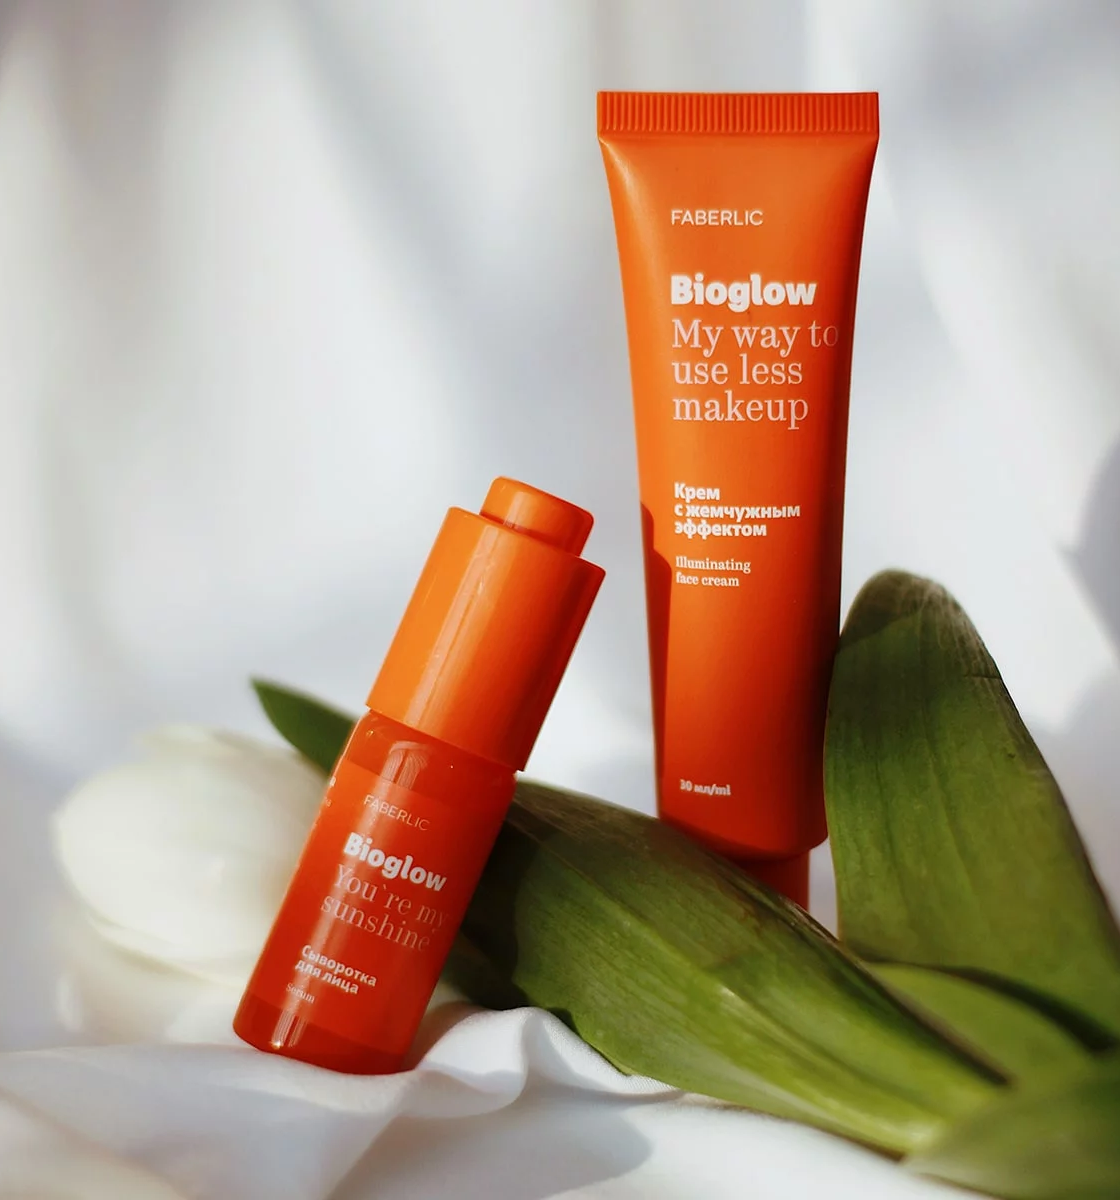 FABERLIC
Bioglow
My way to
use less
makeup
Крем
с жемчужным
эффектом
Illuminating
face cream
30 мл/ml
FABERLIC
Bioglow
You`re my
sunshine
Сыворотка
для лица
Serum